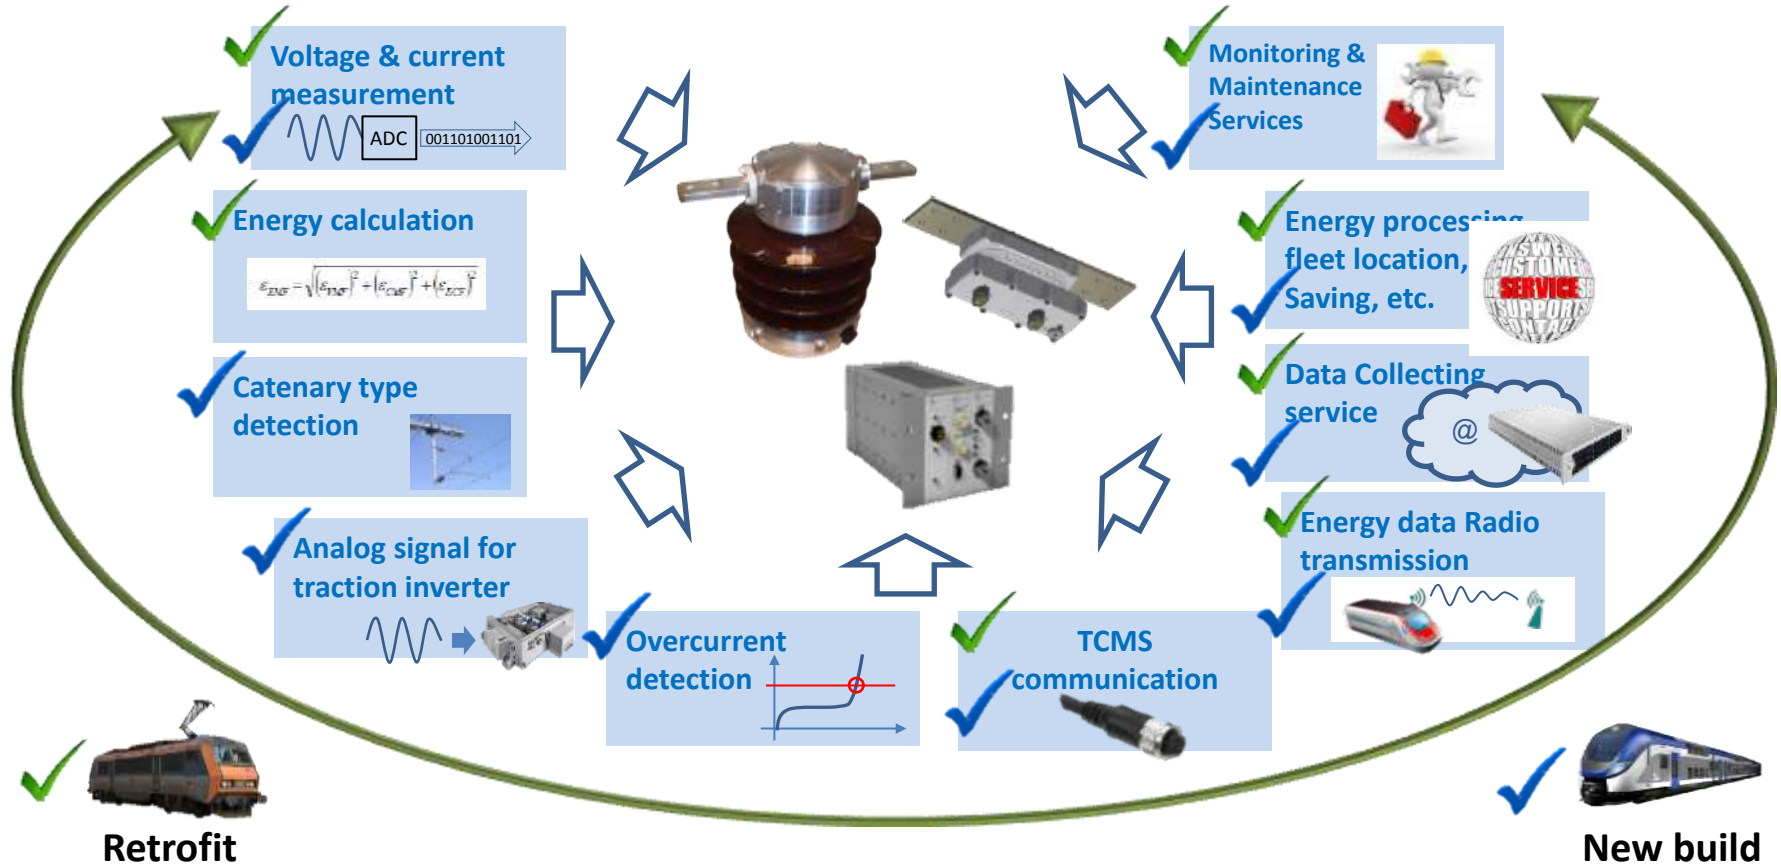 Voltage & current
measurement
ADC
001101001101
Energy calculation
Catenary type
detection
Analog signal for
traction inverter
Overcurrent
detection
TCMS
communication
Energy data Radio
transmission
Data Collecting
service
@
Energy processing
fleet location,
Saving, etc.
SERVICE
SUPPORT
CONTACT
Monitoring &
Maintenance
Services
Retrofit
New build